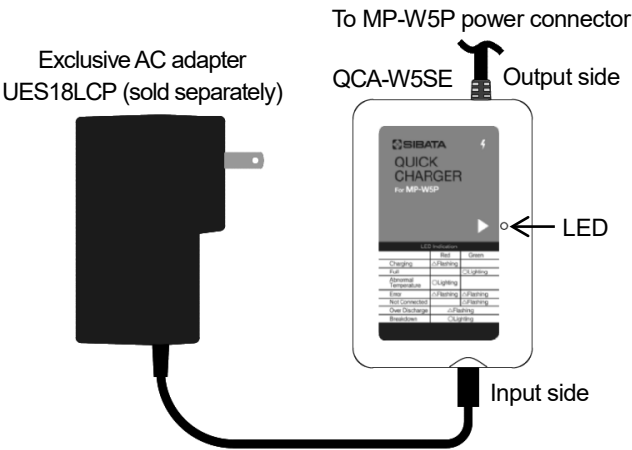 To MP-W5P power connector
Exclusive AC adapter
UES18LCP (sold separately)
QCA-W5SE
Output side
SIBATA
QUICK
CHARGER
For MP-W5P
LED
LED Indication
Red Green
Charging △Flashing
Full ○Lighting
Abnormal
Temperature ○Lighting
Error △Flashing △Flashing
Not Connected △Flashing
Over Discharge △Flashing
Breakdown ○Lighting
Input side